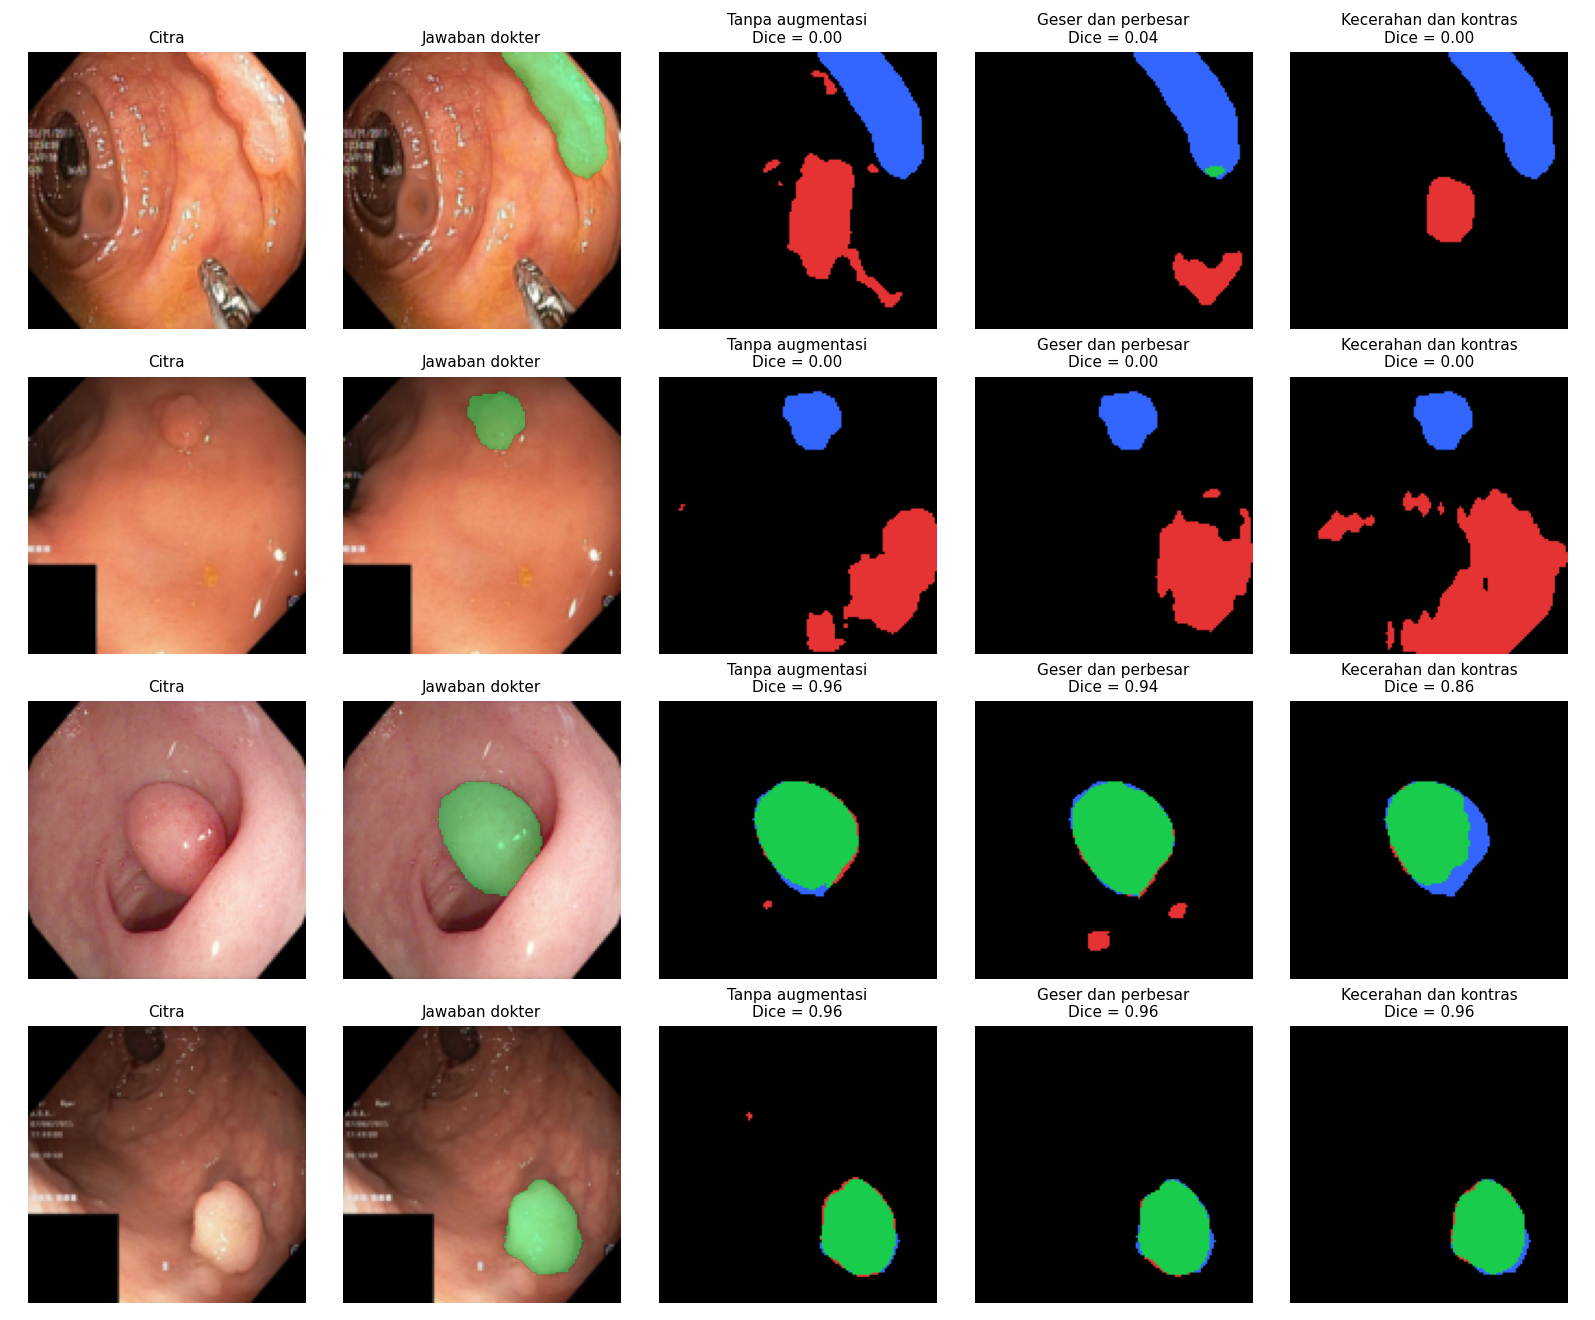 Citra
Jawaban dokter
Tanpa augmentasi
Dice = 0.00
Geser dan perbesar
Dice = 0.04
Kecerahan dan kontras
Dice = 0.00
Citra
Jawaban dokter
Tanpa augmentasi
Dice = 0.00
Geser dan perbesar
Dice = 0.00
Kecerahan dan kontras
Dice = 0.00
Citra
Jawaban dokter
Tanpa augmentasi
Dice = 0.96
Geser dan perbesar
Dice = 0.94
Kecerahan dan kontras
Dice = 0.86
Citra
Jawaban dokter
Tanpa augmentasi
Dice = 0.96
Geser dan perbesar
Dice = 0.96
Kecerahan dan kontras
Dice = 0.96